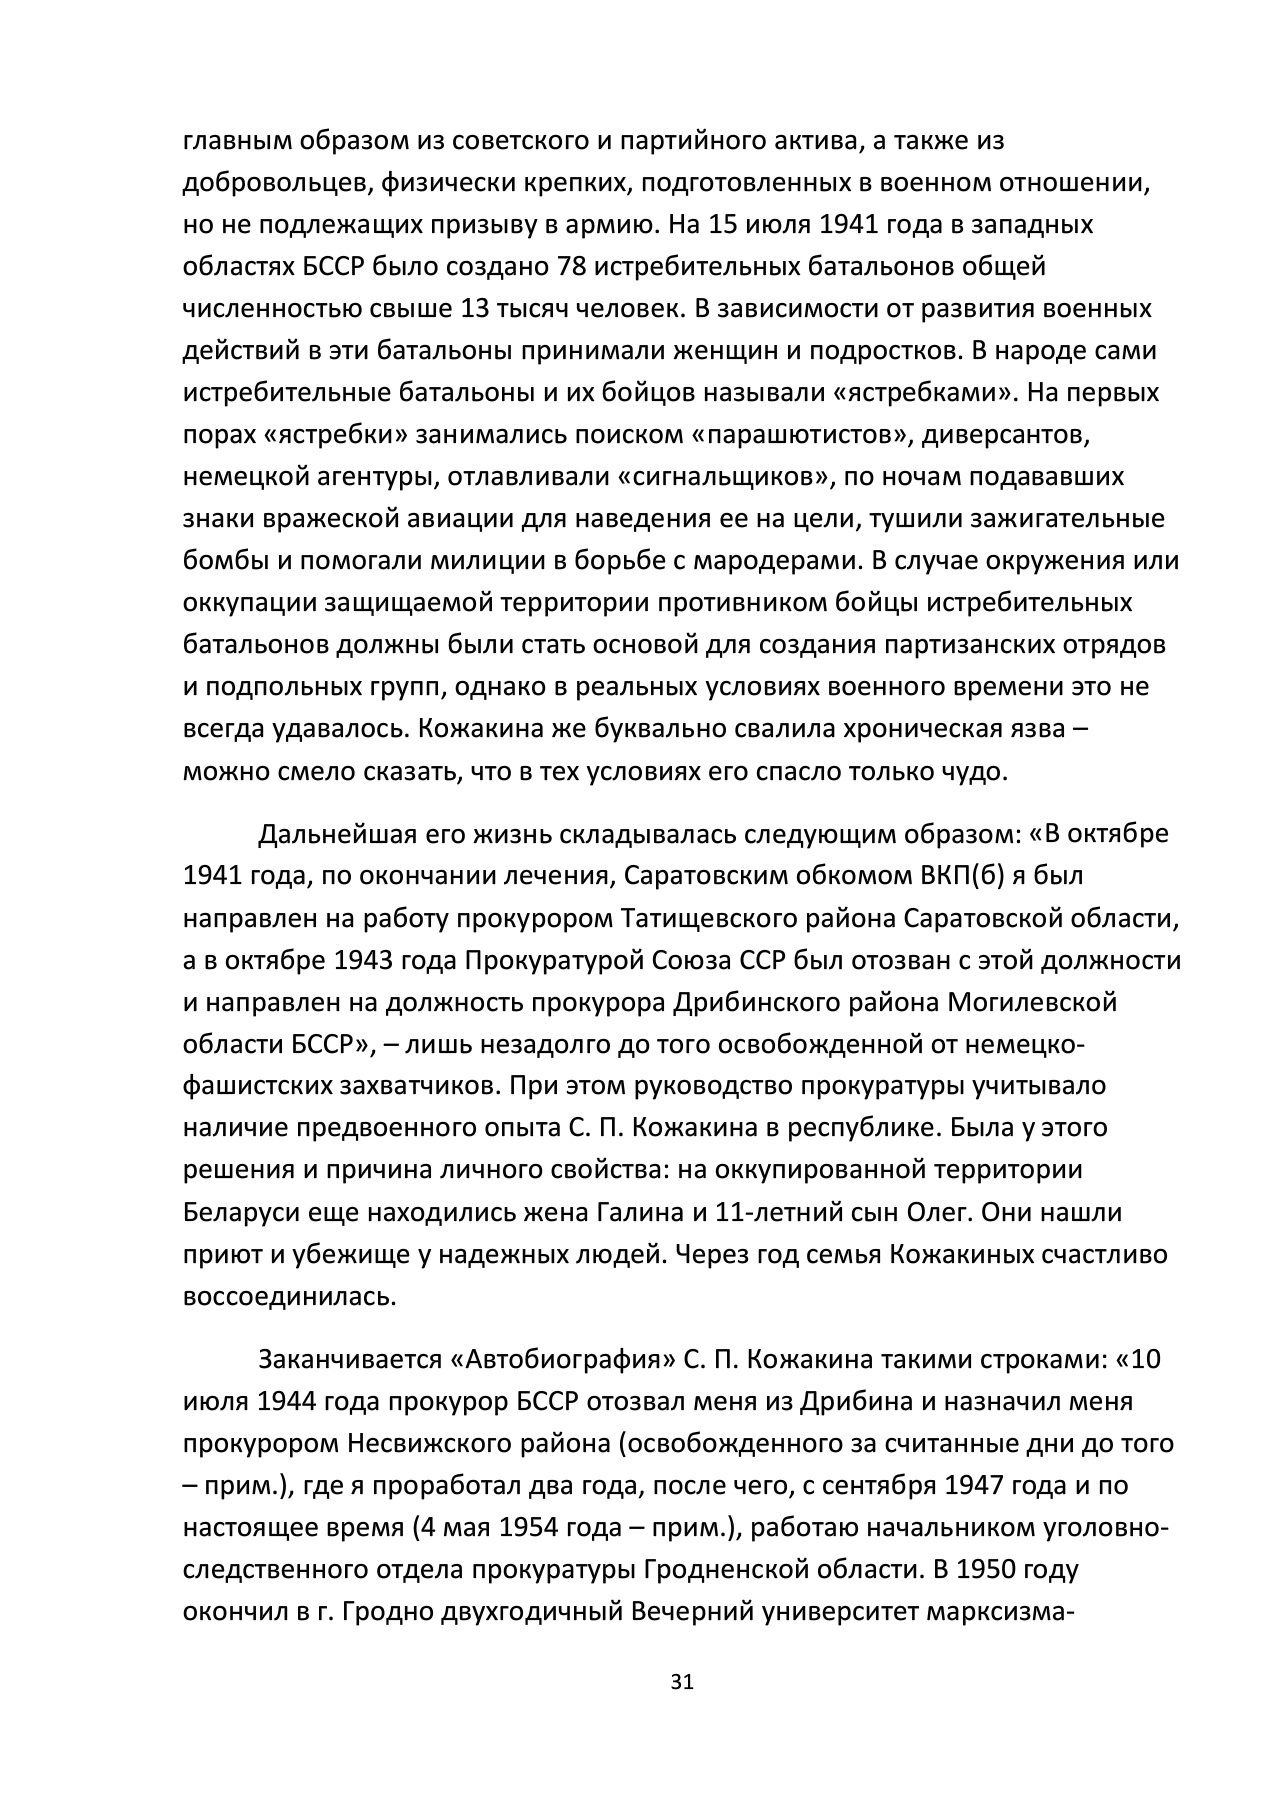 главным образом из советского и партийного актива, а также из
добровольцев, физически крепких, подготовленных в военном отношении,
но не подлежащих призыву в армию. На 15 июля 1941 года в западных
областях БССР было создано 78 истребительных батальонов общей
численностью свыше 13 тысяч человек. В зависимости от развития военных
действий в эти батальоны принимали женщин и подростков. В народе сами
истребительные батальоны и их бойцов называли «ястребками». На первых
порах «ястребки» занимались поиском «парашютистов», диверсантов,
немецкой агентуры, отлавливали «сигнальщиков», по ночам подававших
знаки вражеской авиации для наведения ее на цели, тушили зажигательные
бомбы и помогали милиции в борьбе с мародерами. В случае окружения или
оккупации защищаемой территории противником бойцы истребительных
батальонов должны были стать основой для создания партизанских отрядов
и подпольных групп, однако в реальных условиях военного времени это не
всегда удавалось. Кожакина же буквально свалила хроническая язва –
можно смело сказать, что в тех условиях его спасло только чудо.
Дальнейшая его жизнь складывалась следующим образом: «В октябре
1941 года, по окончании лечения, Саратовским обкомом ВКП(б) я был
направлен на работу прокурором Татищевского района Саратовской области,
а в октябре 1943 года Прокуратурой Союза ССР был отозван с этой должности
и направлен на должность прокурора Дрибинского района Могилевской
области БССР», – лишь незадолго до того освобожденной от немецко-
фашистских захватчиков. При этом руководство прокуратуры учитывало
наличие предвоенного опыта С. П. Кожакина в республике. Была у этого
решения и причина личного свойства: на оккупированной территории
Беларуси еще находились жена Галина и 11-летний сын Олег. Они нашли
приют и убежище у надежных людей. Через год семья Кожакиных счастливо
воссоединилась.
Заканчивается «Автобиография» С. П. Кожакина такими строками: «10
июля 1944 года прокурор БССР отозвал меня из Дрибина и назначил меня
прокурором Несвижского района (освобожденного за считанные дни до того
– прим.), где я проработал два года, после чего, с сентября 1947 года и по
настоящее время (4 мая 1954 года – прим.), работаю начальником уголовно-
следственного отдела прокуратуры Гродненской области. В 1950 году
окончил в г. Гродно двухгодичный Вечерний университет марксизма-
31